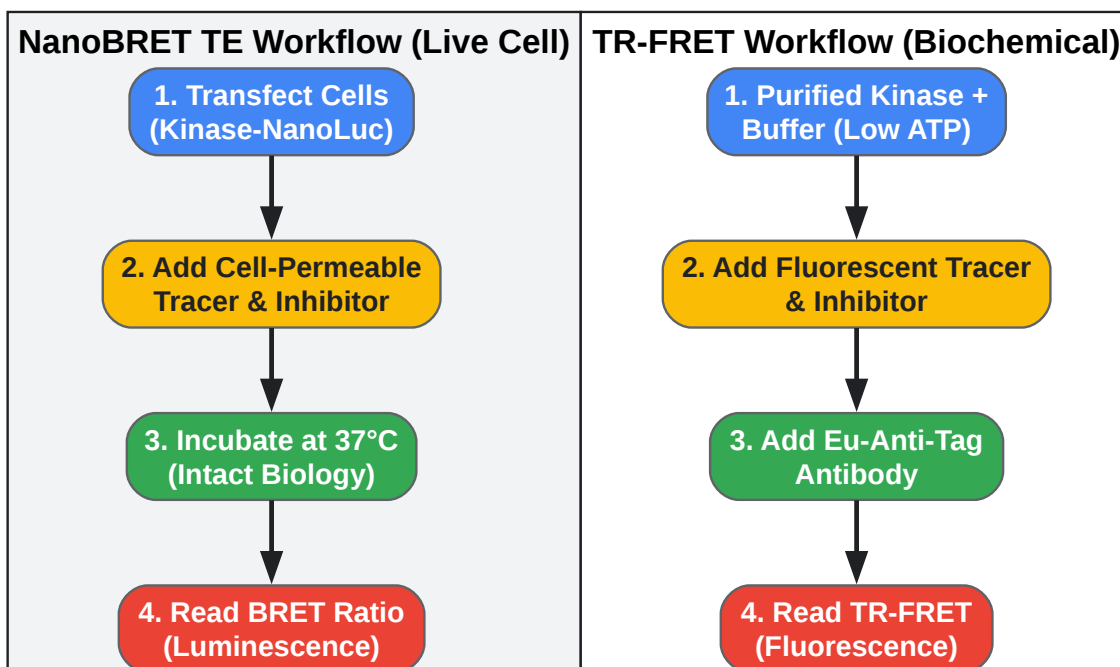 NanoBRET TE Workflow (Live Cell)
1. Transfect Cells
(Kinase-NanoLuc)
2. Add Cell-Permeable
Tracer & Inhibitor
3. Incubate at 37°C
(Intact Biology)
4. Read BRET Ratio
(Luminescence)
TR-FRET Workflow (Biochemical)
1. Purified Kinase +
Buffer (Low ATP)
2. Add Fluorescent Tracer
& Inhibitor
3. Add Eu-Anti-Tag
Antibody
4. Read TR-FRET
(Fluorescence)